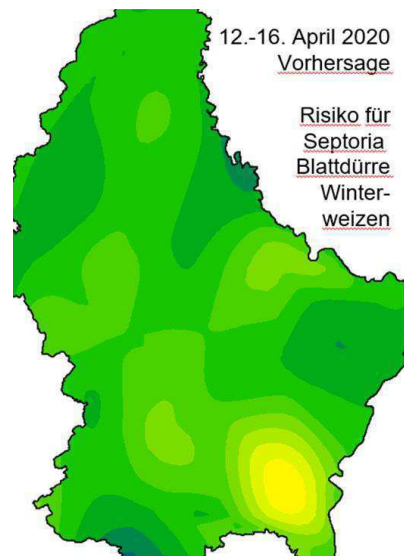 12.-16. April 2020
Vorhersage
Risiko für
Septoria
Blattdürre
Winter-
weizen